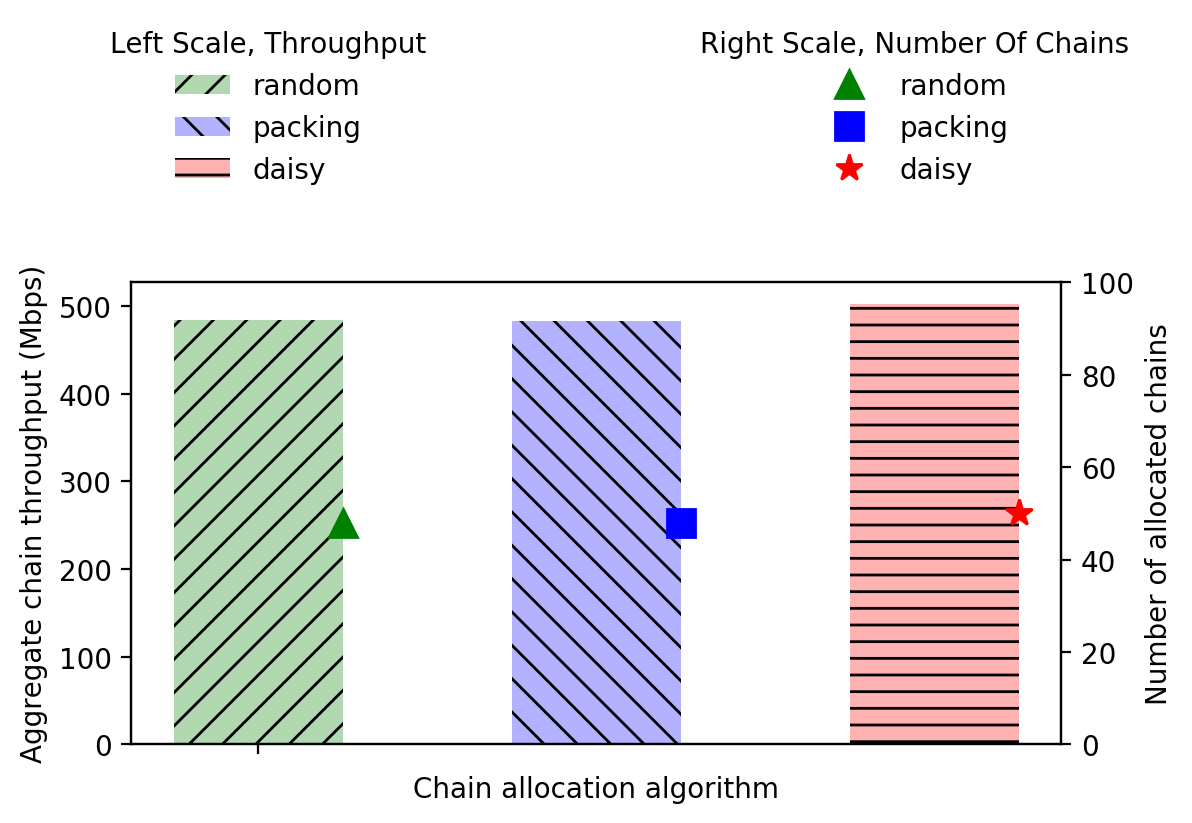 Left Scale, Throughput
random
packing
daisy
Right Scale, Number Of Chains
random
packing
daisy
Aggregate chain throughput (Mbps)
500
400
300
200
100
0
100
80
60
40
20
0
Number of allocated chains
Chain allocation algorithm